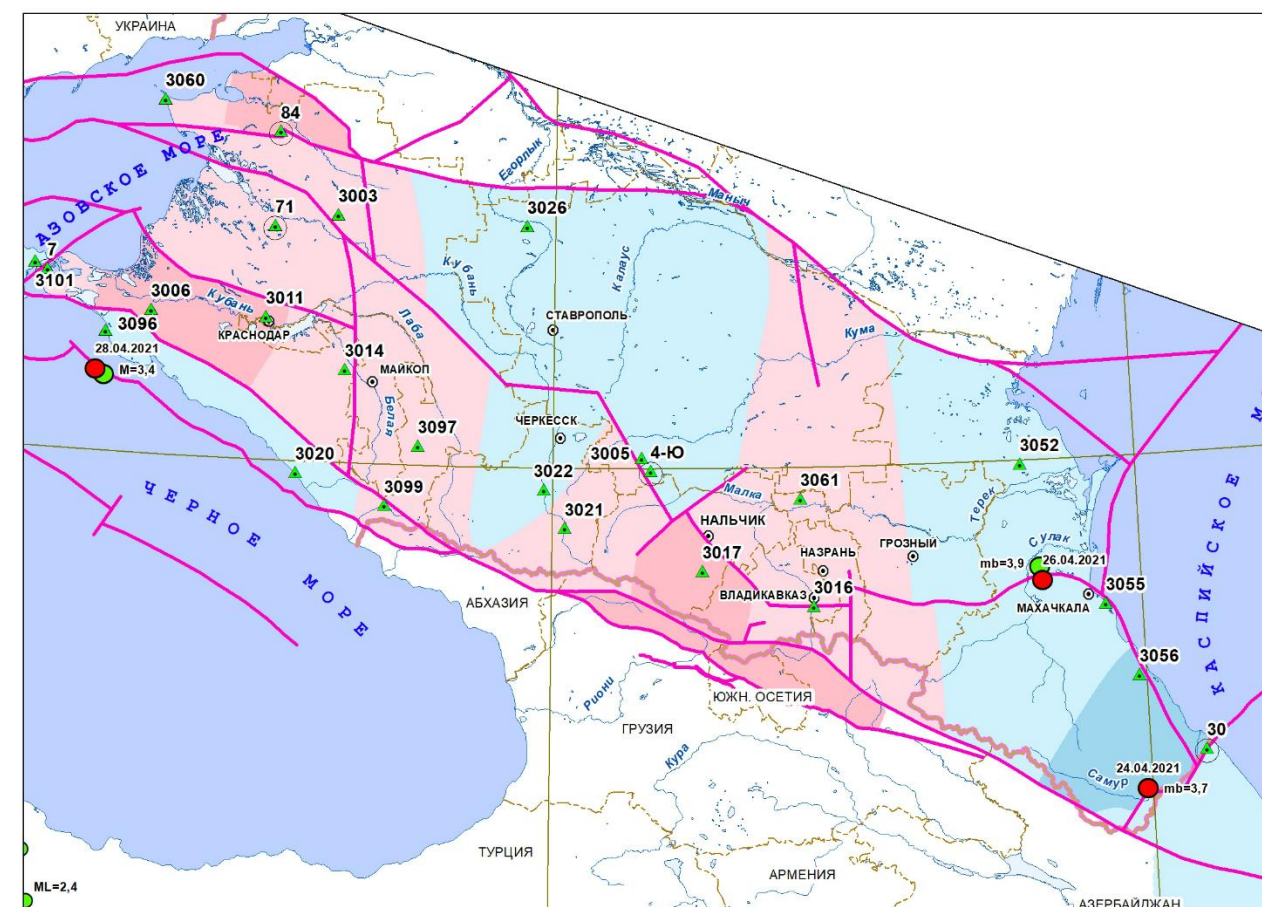 УКРАИНА
3060
84
АЗОВСКОЕ МОРЕ
Егорлык
Маныч
3003
71
3026
7
3101
Кубань
Калаус
3006
Кубань
3011
КРАСНОДАР
3096
СТАВРОПОЛЬ
Лаба
Кума
28.04.2021
М=3,4
3014
МАЙКОП
Белая
ЧЕРКЕССК
3097
3005
4-Ю
3052
3020
3022
Малка
3061
Терек
ЧЕРНОЕ МОРЕ
3099
3021
НАЛЬЧИК
Сулак
КАСПИЙСКОЕ М
ГРОЗНЫЙ
НАЗРАНЬ
3017
mb=3,9
26.04.2021
ВЛАДИКАВКАЗ
3016
МАХАЧКАЛА
3055
АБХАЗИЯ
3056
Риони
ЮЖН. ОСЕТИЯ
ГРУЗИЯ
30
Кура
24.04.2021
Самур
mb=3,7
ТУРЦИЯ
АРМЕНИЯ
ML=2,4
АЗЕРБАЙДЖАН